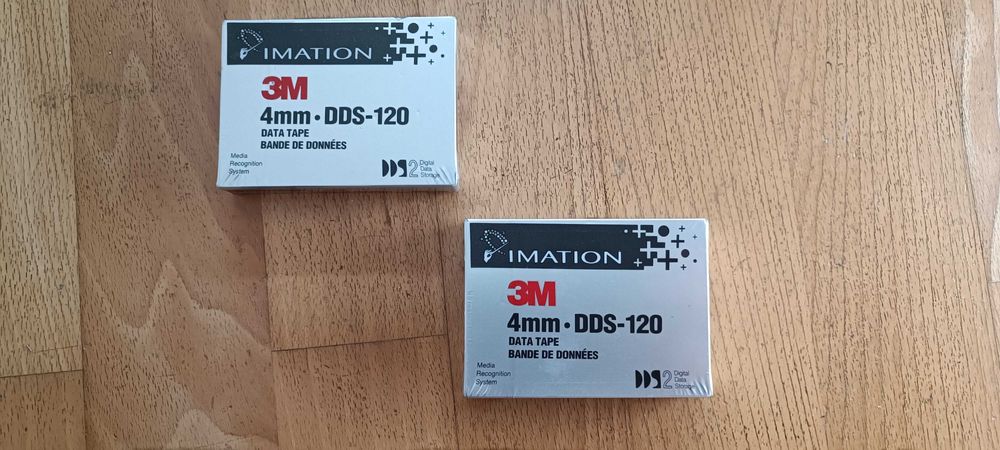 IMATION
3M
4mm • DDS-120
DATA TAPE
BANDE DE DONNÉES
Media
Recognition
System
DDS 2 Digital
Data
Storage
IMATION
3M
4mm • DDS-120
DATA TAPE
BANDE DE DONNÉES
Media
Recognition
System
DDS 2 Digital
Data
Storage